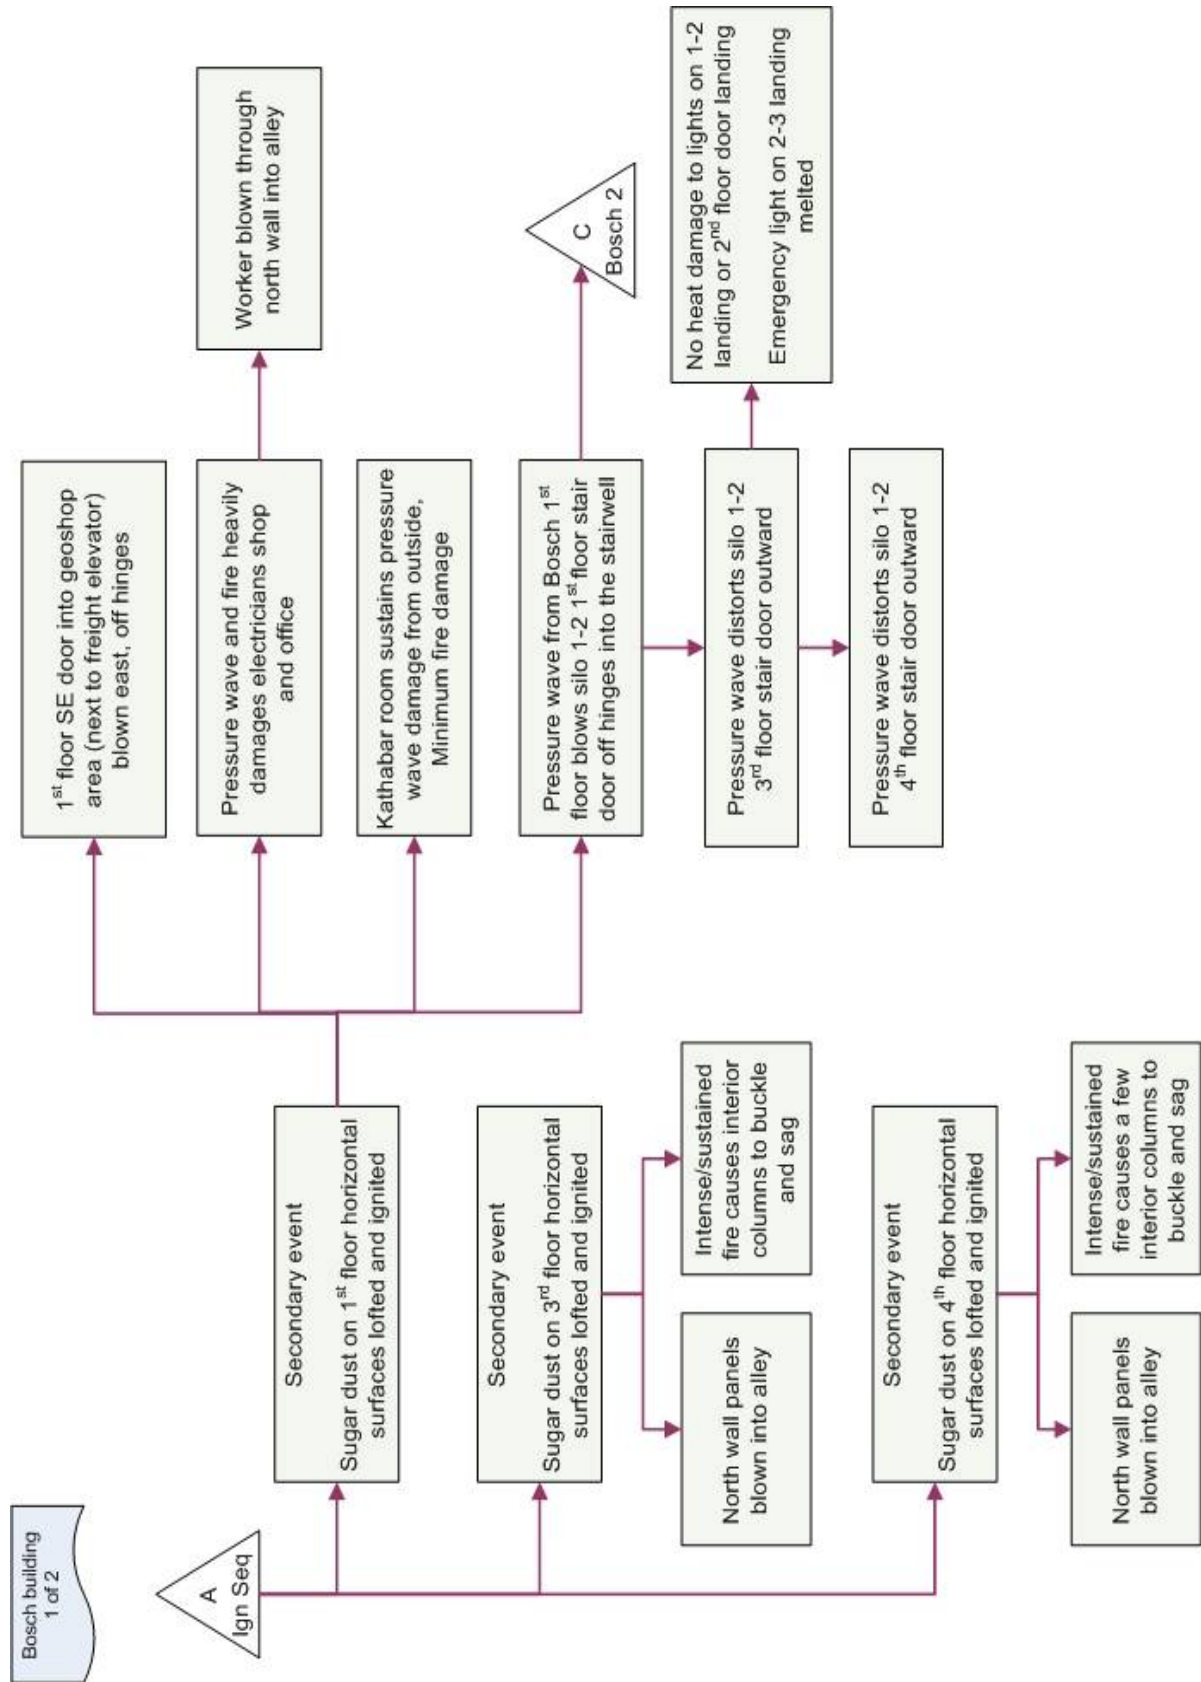 Bosch building
1 of 2
A
Ign Seq
Secondary event
Sugar dust on 1st floor horizontal
surfaces lofted and ignited
1st floor SE door into geoshop
area (next to freight elevator)
blown east, off hinges
Pressure wave and fire heavily
damages electricians shop
and office
Worker blown through
north wall into alley
Kathabar room sustains pressure
wave damage from outside,
Minimum fire damage
Pressure wave from Bosch 1st
floor blows silo 1-2 1st floor stair
door off hinges into the stairwell
C
Bosch 2
Pressure wave distorts silo 1-2
3rd floor stair door outward
No heat damage to lights on 1-2
landing or 2nd floor door landing
Emergency light on 2-3 landing
melted
Pressure wave distorts silo 1-2
4th floor stair door outward
Secondary event
Sugar dust on 3rd floor horizontal
surfaces lofted and ignited
North wall panels
blown into alley
Intense/sustained
fire causes interior
columns to buckle
and sag
Secondary event
Sugar dust on 4th floor horizontal
surfaces lofted and ignited
North wall panels
blown into alley
Intense/sustained
fire causes a few
interior columns to
buckle and sag